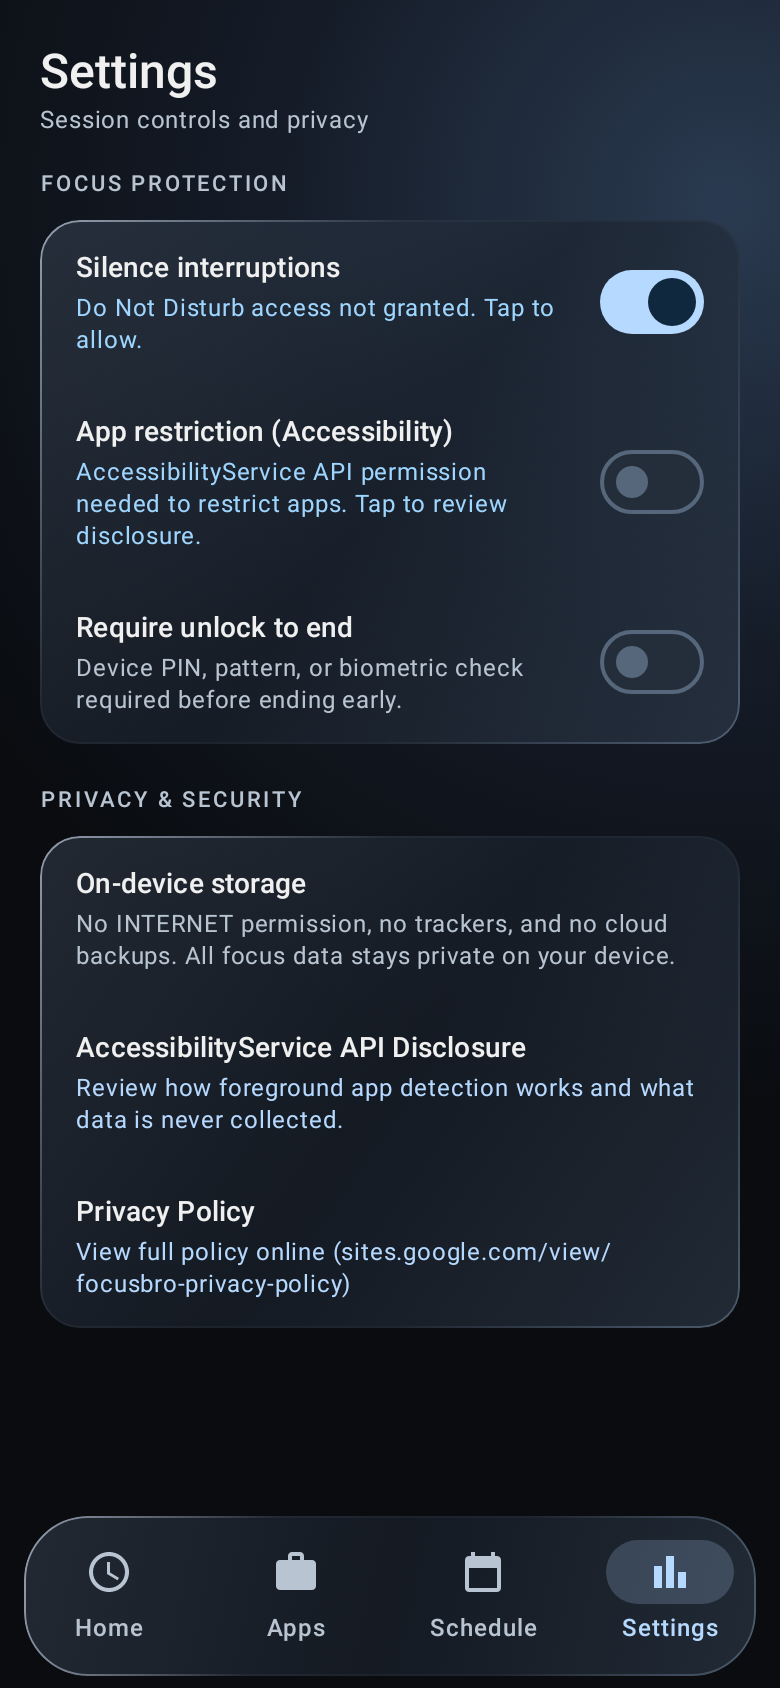 Settings
Session controls and privacy
FOCUS PROTECTION
Silence interruptions
Do Not Disturb access not granted. Tap to
allow.
App restriction (Accessibility)
AccessibilityService API permission
needed to restrict apps. Tap to review
disclosure.
Require unlock to end
Device PIN, pattern, or biometric check
required before ending early.
PRIVACY & SECURITY
On-device storage
No INTERNET permission, no trackers, and no cloud
backups. All focus data stays private on your device.
AccessibilityService API Disclosure
Review how foreground app detection works and what
data is never collected.
Privacy Policy
View full policy online (sites.google.com/view/
focusbro-privacy-policy)
Home
Apps
Schedule
Settings